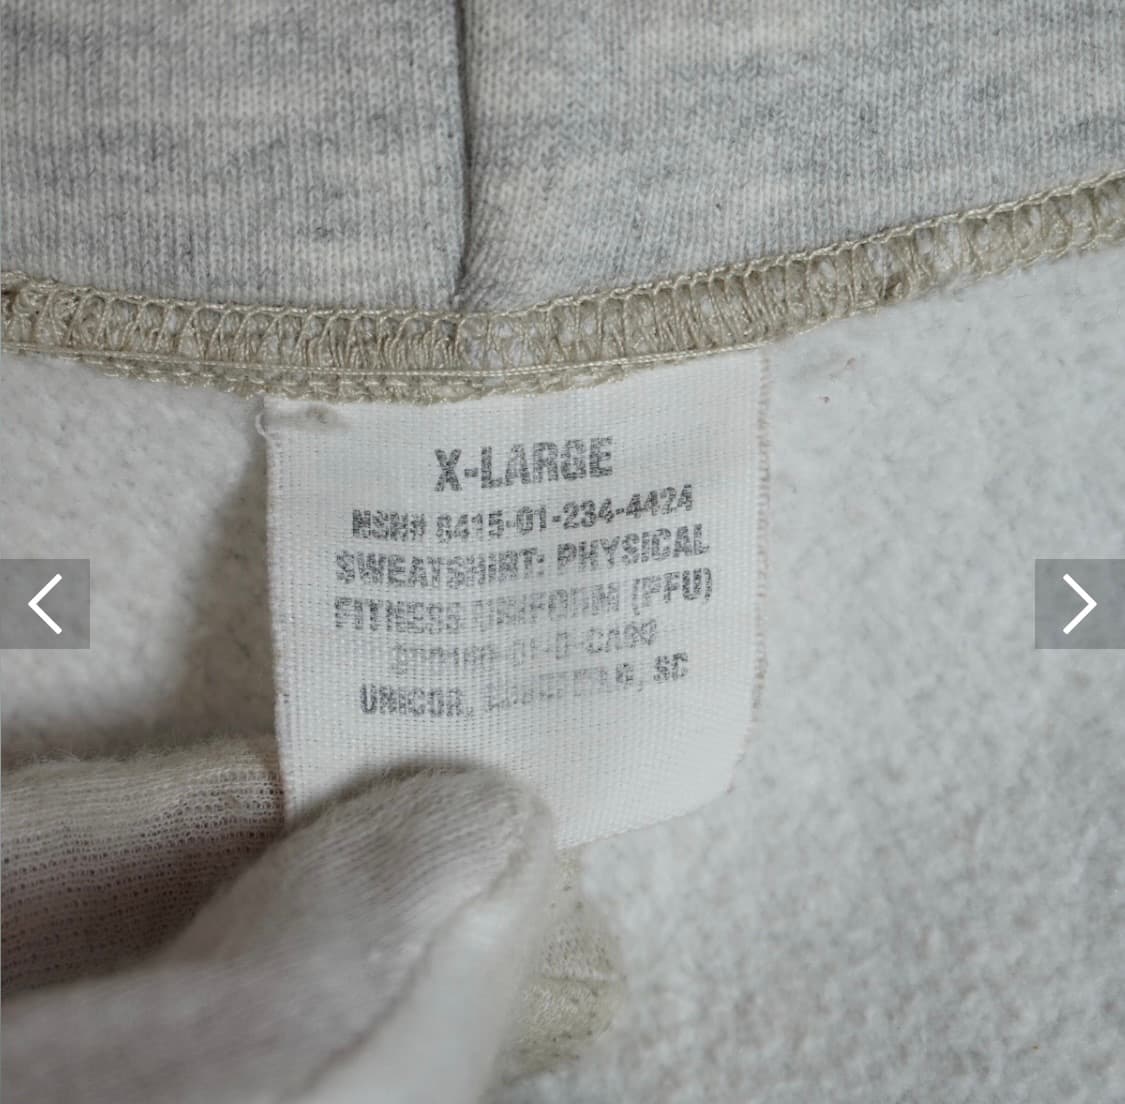 X-LARGE
NSN# 8415-01-234-4424
SWEATSHIRT: PHYSICAL
FITNESS UNIFORM (PFU)
UNICOR, SC